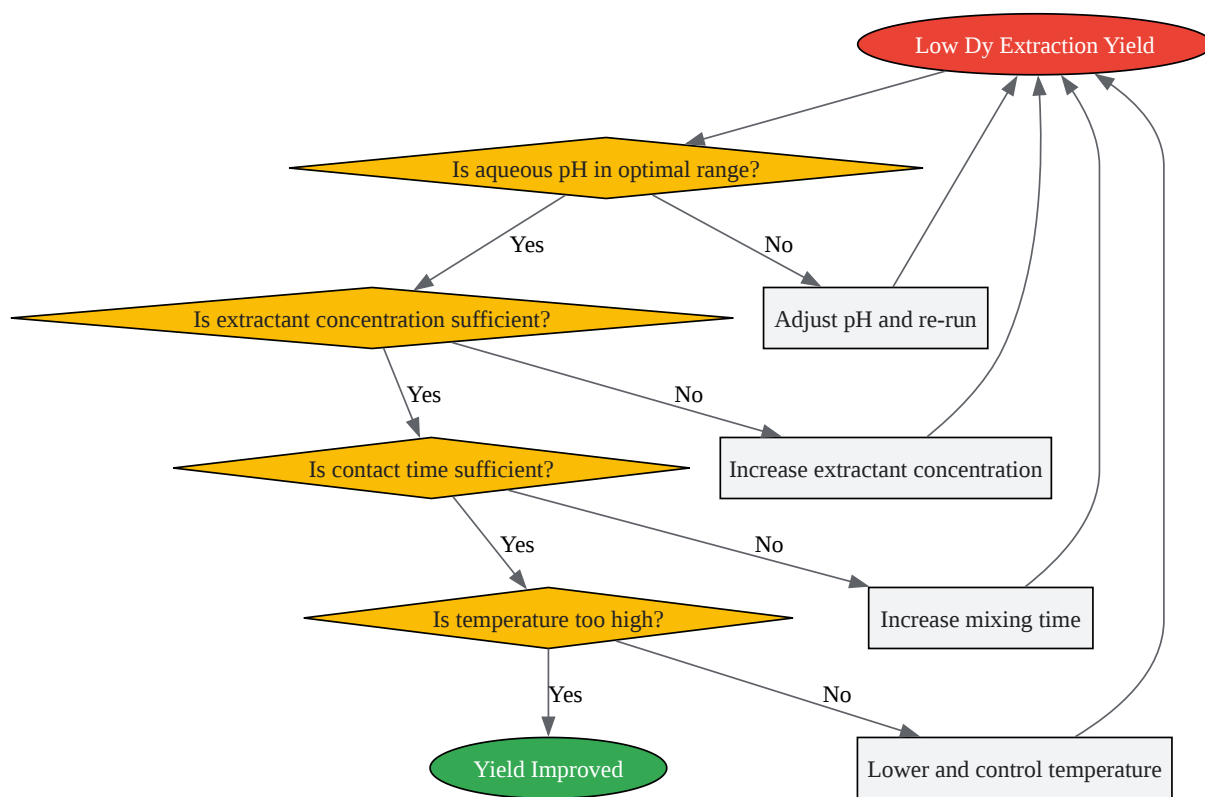 Low Dy Extraction Yield
Is aqueous pH in optimal range?
Yes
No
Is extractant concentration sufficient?
Adjust pH and re-run
Yes
No
Is contact time sufficient?
Increase extractant concentration
Yes
No
Is temperature too high?
Increase mixing time
Yes
No
Yield Improved
Lower and control temperature